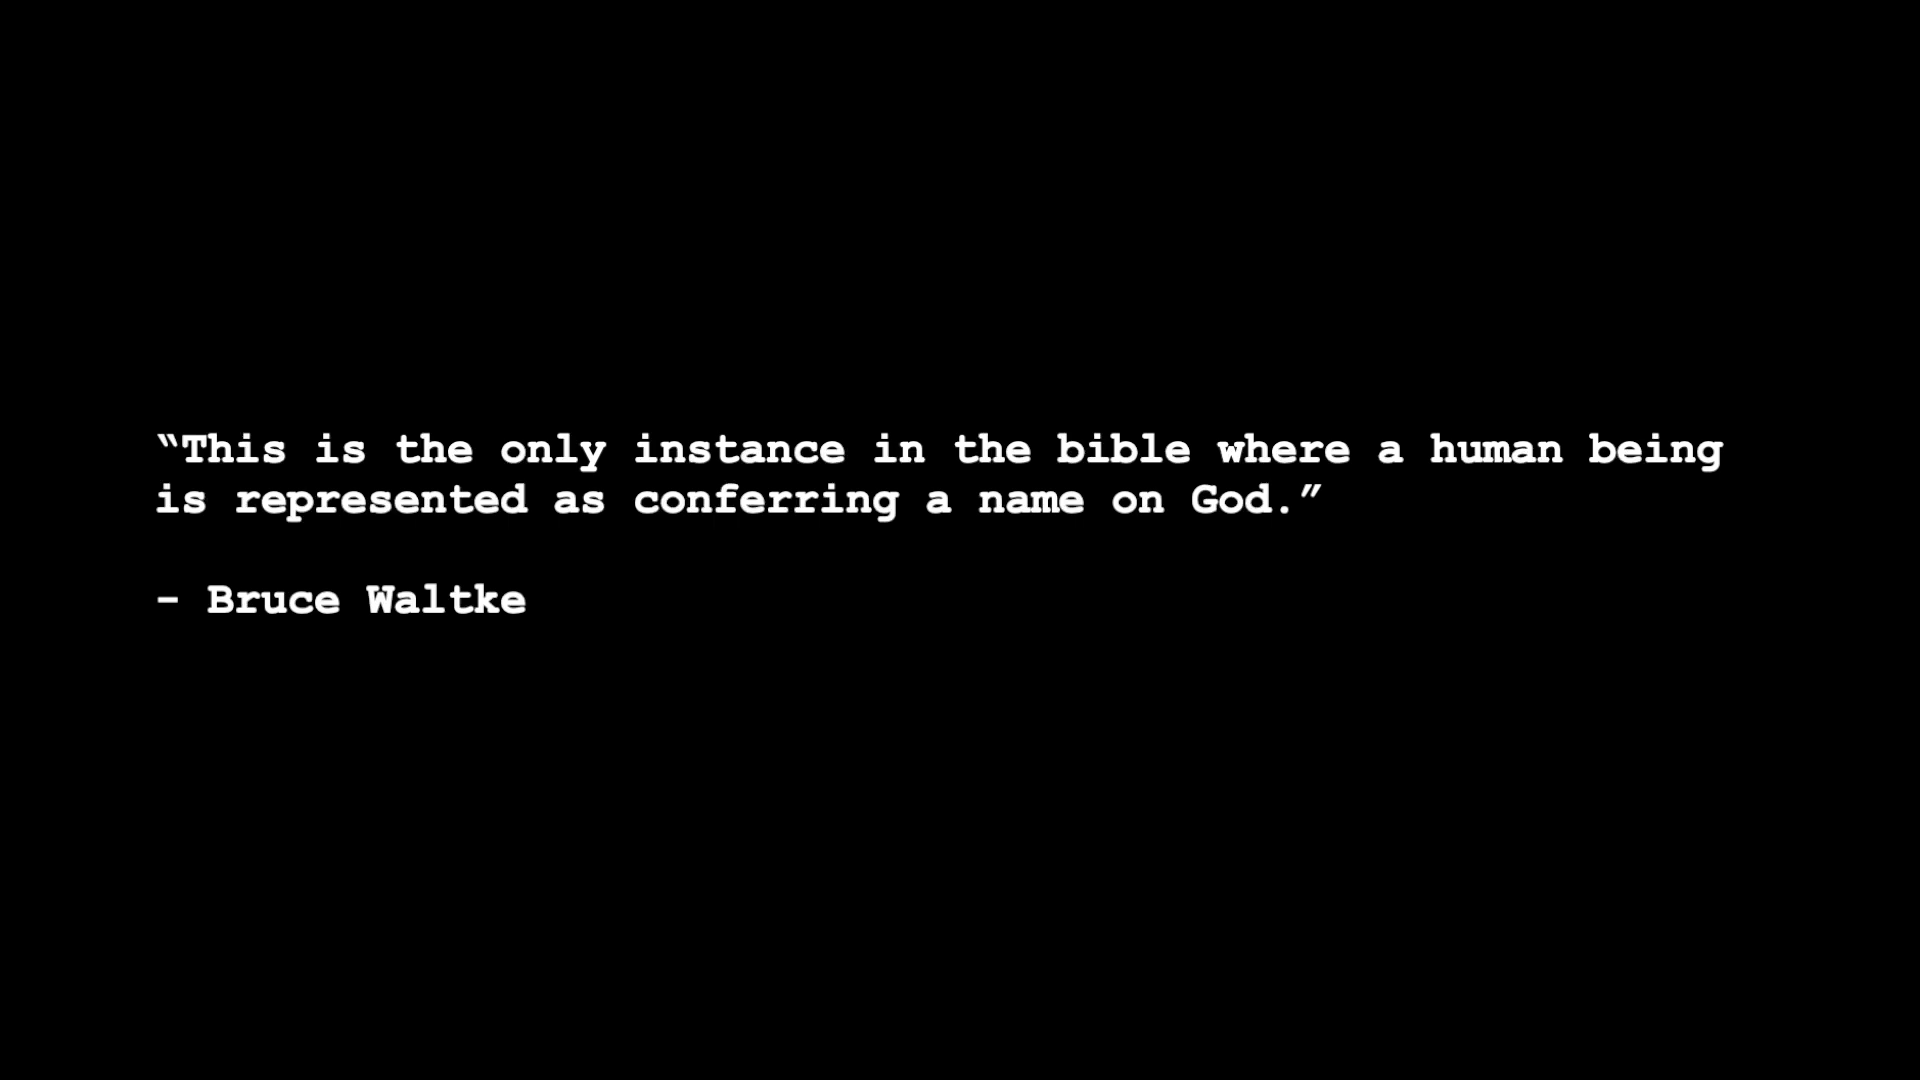 “This is the only instance in the bible where a human being
is represented as conferring a name on God.”
- Bruce Waltke